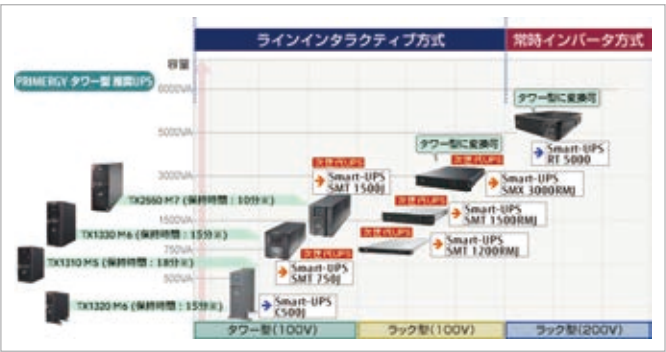 ラインインタラクティブ方式
常時インバータ方式
容量
PRIMERGY タワー型 推奨UPS
6000VA
タワー型に変換可
5000VA
Smart-UPS
RT 5000
タワー型に変換可
次世代UPS
次世代UPS
3000VA
Smart-UPS
SMT 1500J
Smart-UPS
SMX 3000RMJ
TX2550 M7 (保持時間:10分※)
次世代UPS
1500VA
Smart-UPS
SMT 1500RMJ
TX1330 M6 (保持時間:15分※)
次世代UPS
次世代UPS
750VA
Smart-UPS
SMT 1200RMJ
TX1310 M5 (保持時間:18分※)
Smart-UPS
SMT 750J
500VA
TX1320 M6 (保持時間:15分※)
Smart-UPS
C500J
タワー型(100V)
ラック型(100V)
ラック型(200V)